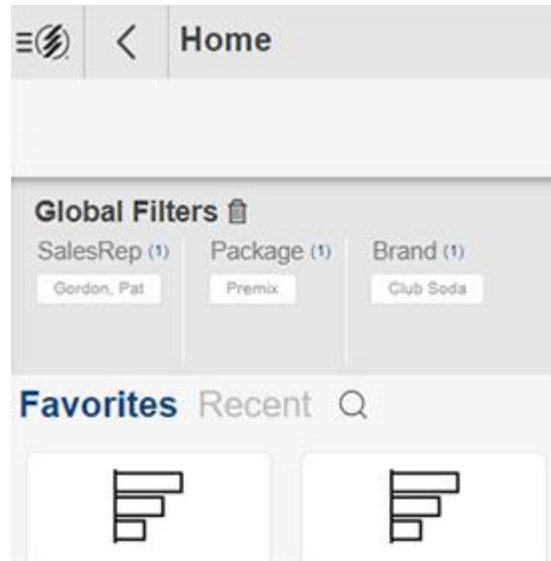 Home
Global Filters
SalesRep (1) Package (1) Brand (1)
Gordon, Pat Premix Club Soda
Favorites Recent